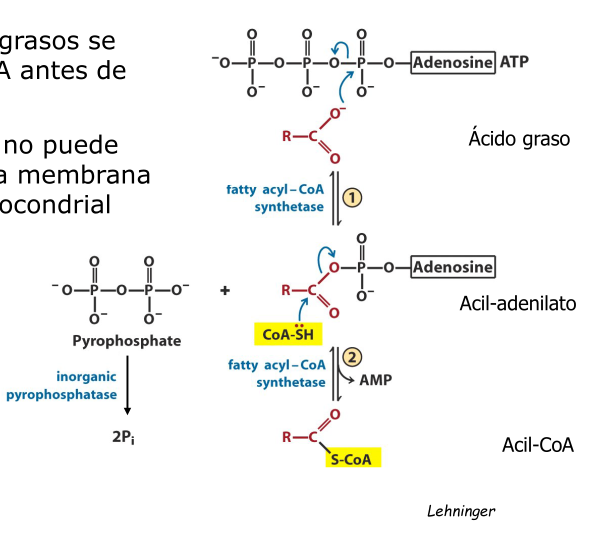 grasos se
A antes de
no puede
a membrana
ocondrial
O O O
⁻O—P—O—P—O—P—O—Adenosine ATP
O⁻ O⁻ O⁻
O⁻
R—C
O
Ácido graso
fatty acyl–CoA
synthetase
1
O O
⁻O—P—O—P—O⁻
O⁻ O⁻
Pyrophosphate
+
O
O—P—O—Adenosine
R—C O⁻
O
Acil-adenilato
CoA-SH
inorganic
pyrophosphatase
2Pᵢ
fatty acyl–CoA
synthetase
2
AMP
O
R—C
S-CoA
Acil-CoA
Lehninger